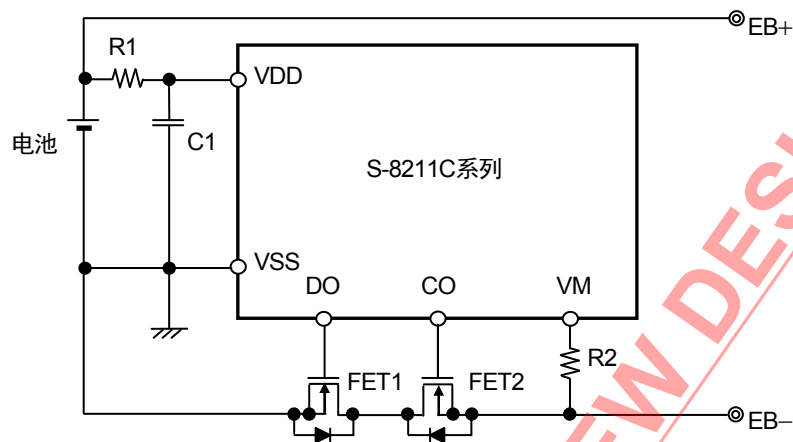 EB+
R1
VDD
电池
C1
S-8211C系列
VSS
DO
CO
VM
R2
FET1
FET2
EB−
EW DES